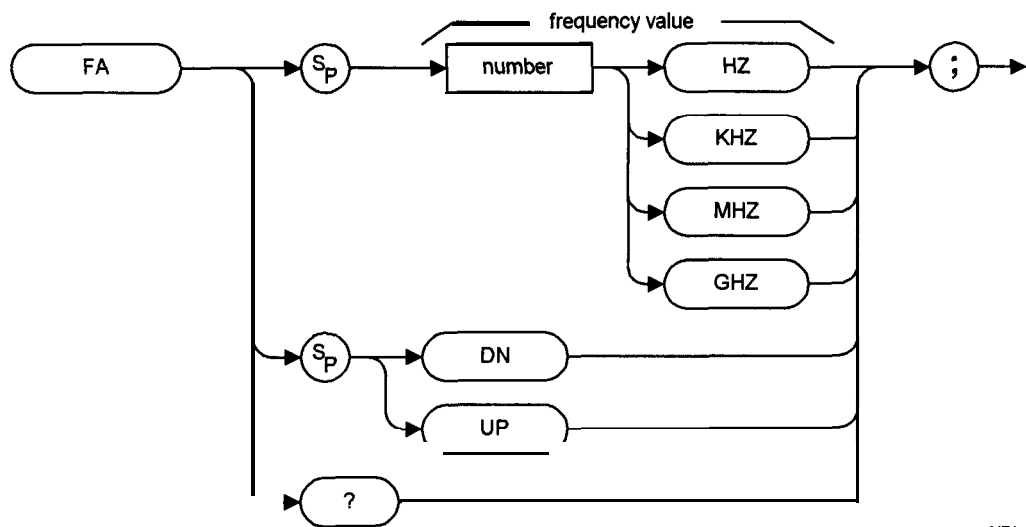 frequency value
FA
SP
number
HZ
;
KHZ
MHZ
GHZ
SP
DN
UP
?